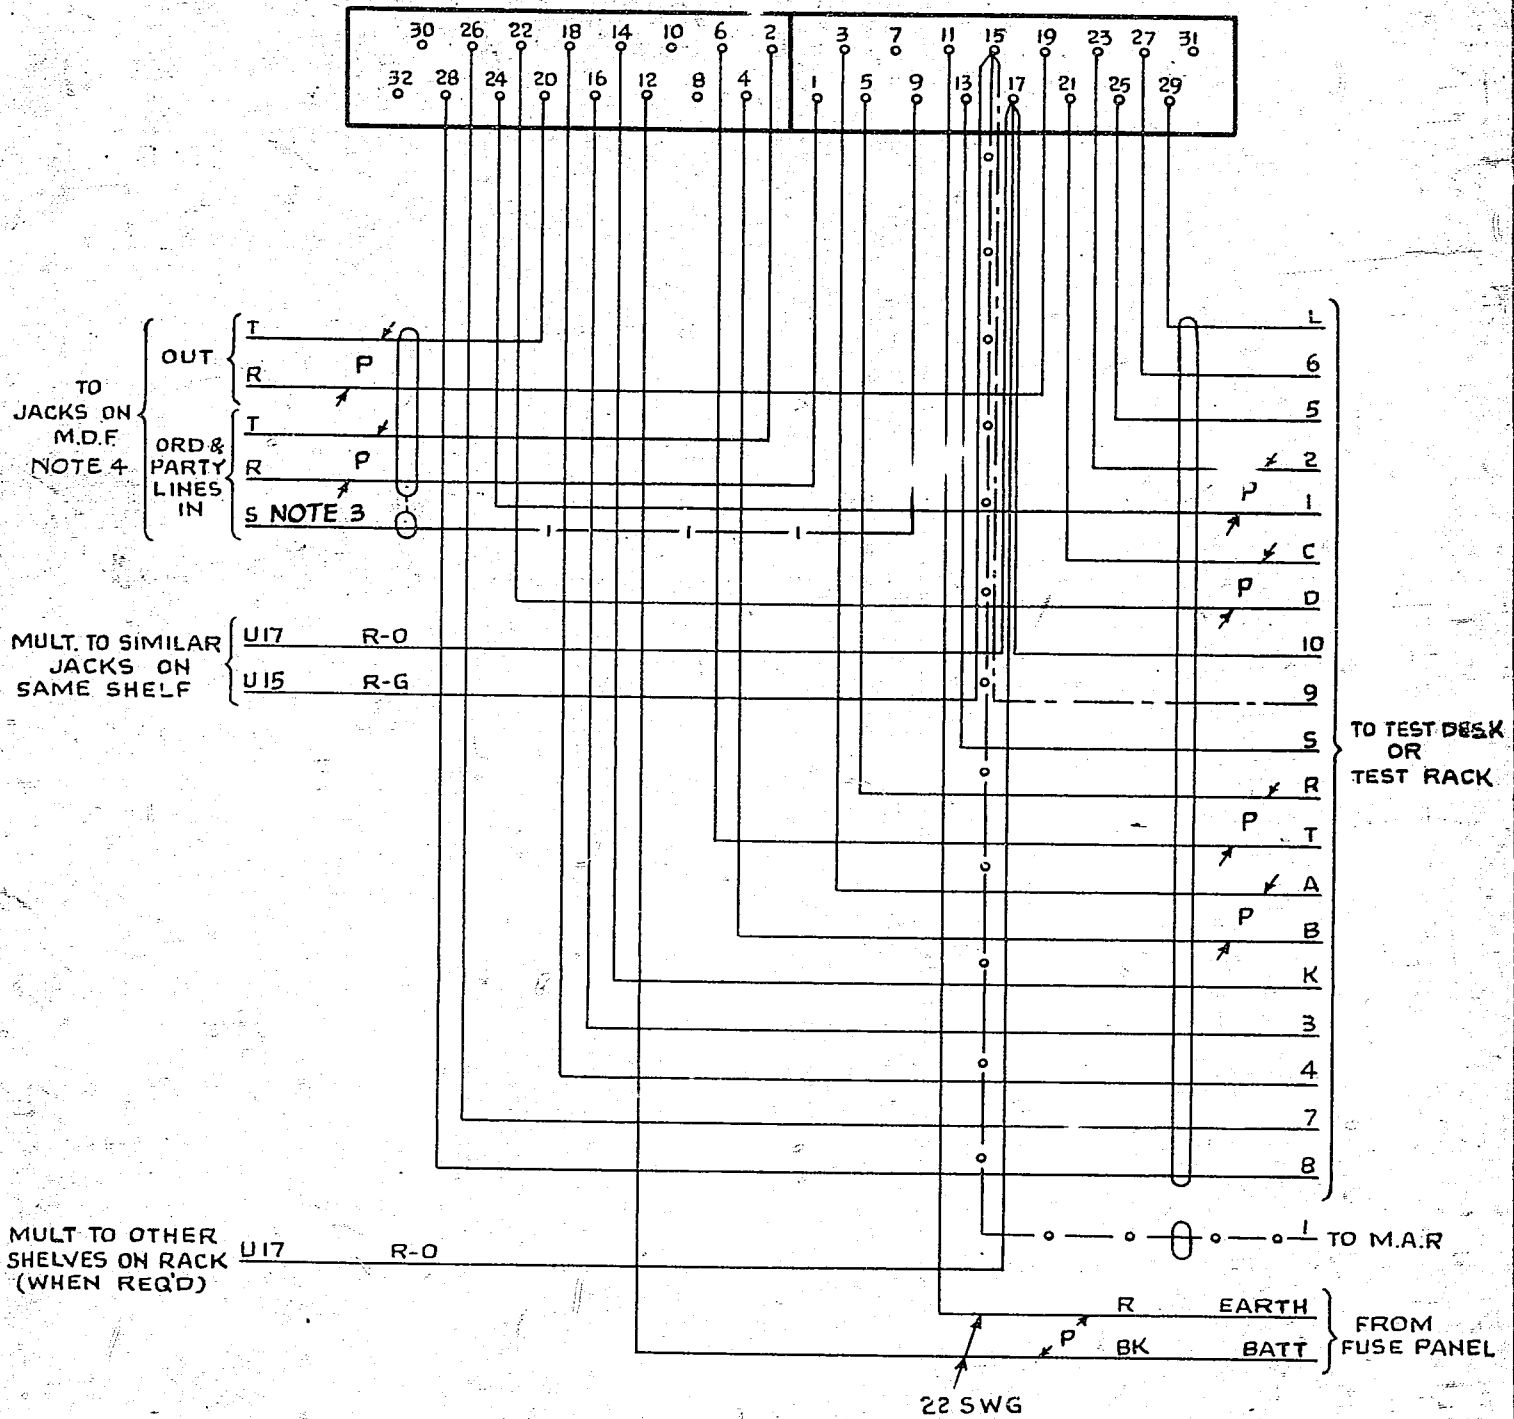 30 26 22 18 14 10 6 2 3 7 11 15 19 23 27 31
32 28 24 20 16 12 8 4 1 5 9 13 17 21 25 29
TO
JACKS ON
M.D.F.
NOTE 4
OUT
T
P
R
ORD &
PARTY
LINES
IN
T
P
R
S NOTE 3
MULT. TO SIMILAR
JACKS ON
SAME SHELF
U17 R-O
U15 R-G
MULT TO OTHER
SHELVES ON RACK
(WHEN REQ'D)
U17 R-O
L
6
5
2
P
1
C
P
D
10
9
S
R
P
T
A
P
B
K
3
4
7
8
TO TEST DESK
OR
TEST RACK
1 TO M.A.R
R EARTH
P
BK BATT
FROM
FUSE PANEL
22 SWG